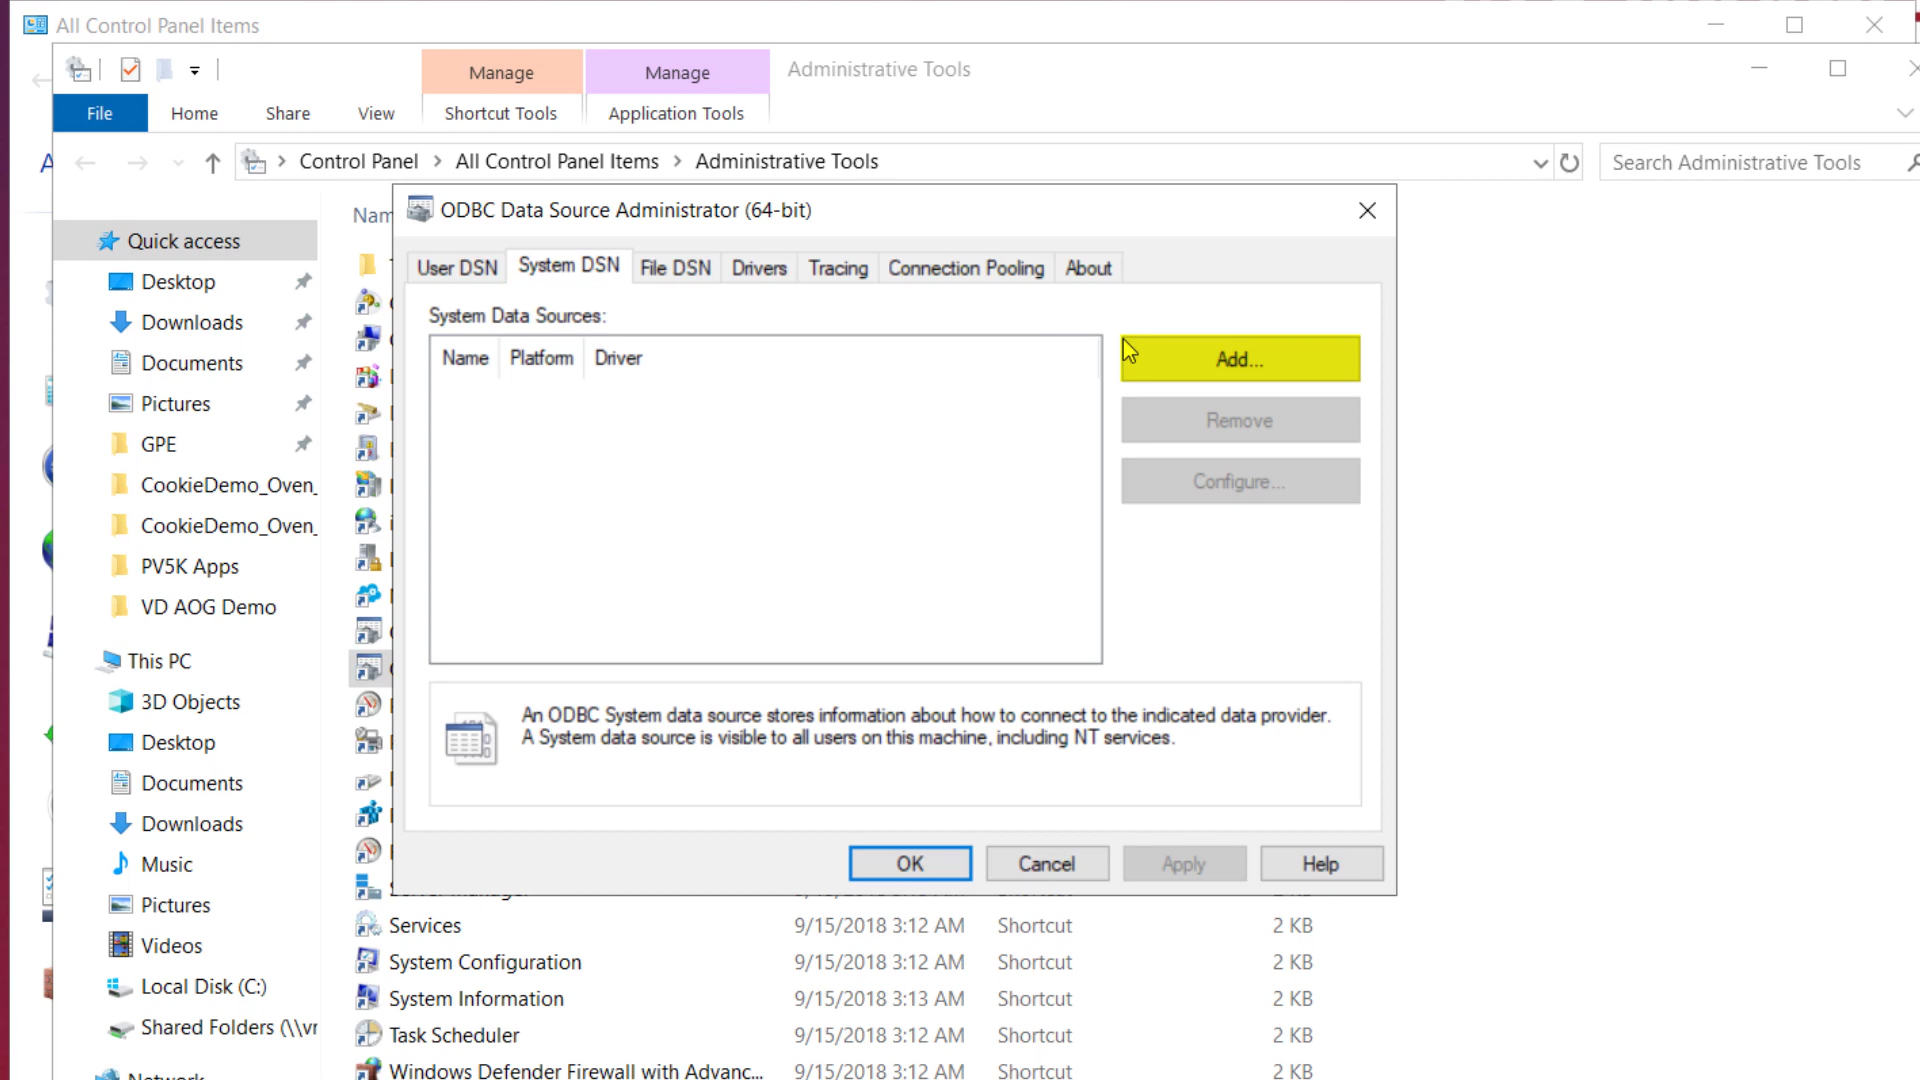 All Control Panel Items
Manage
Manage
Administrative Tools
File
Home
Share
View
Shortcut Tools
Application Tools
Control Panel
All Control Panel Items
Administrative Tools
Search Administrative Tools
ODBC Data Source Administrator (64-bit)
User DSN
System DSN
File DSN
Drivers
Tracing
Connection Pooling
About
System Data Sources:
Name
Platform
Driver
Add...
Remove
Configure...
An ODBC System data source stores information about how to connect to the indicated data provider.
A System data source is visible to all users on this machine, including NT services.
OK
Cancel
Apply
Help
Quick access
Desktop
Downloads
Documents
Pictures
GPE
CookieDemo_Oven_
CookieDemo_Oven_
PV5K Apps
VD AOG Demo
This PC
3D Objects
Desktop
Documents
Downloads
Music
Pictures
Videos
Local Disk (C:)
Shared Folders (\\vr
Services 9/15/2018 3:12 AM Shortcut 2 KB
System Configuration 9/15/2018 3:12 AM Shortcut 2 KB
System Information 9/15/2018 3:13 AM Shortcut 2 KB
Task Scheduler 9/15/2018 3:12 AM Shortcut 2 KB
Windows Defender Firewall with Advanc... 9/15/2018 3:12 AM Shortcut 2 KB